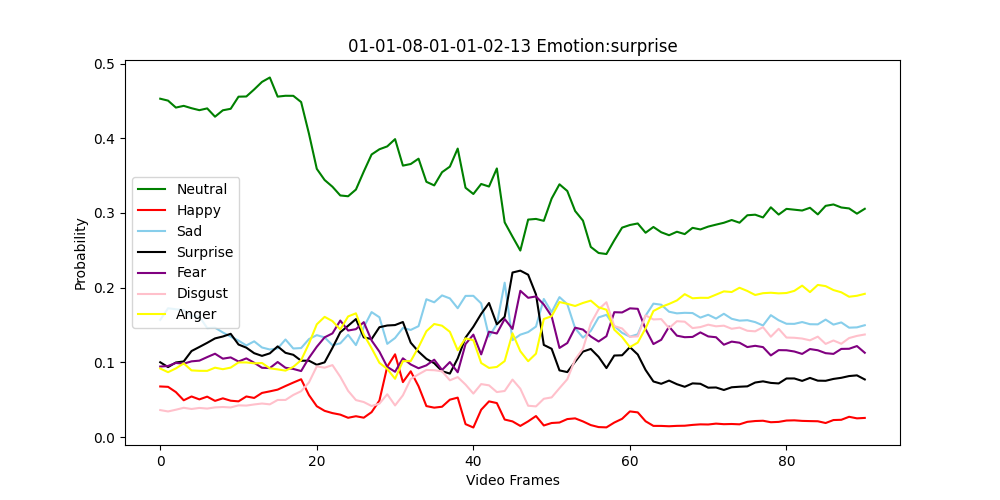 01-01-08-01-01-02-13 Emotion:surprise
Probability
0.5
0.4
0.3
0.2
0.1
0.0
Neutral
Happy
Sad
Surprise
Fear
Disgust
Anger
0 20 40 60 80
Video Frames